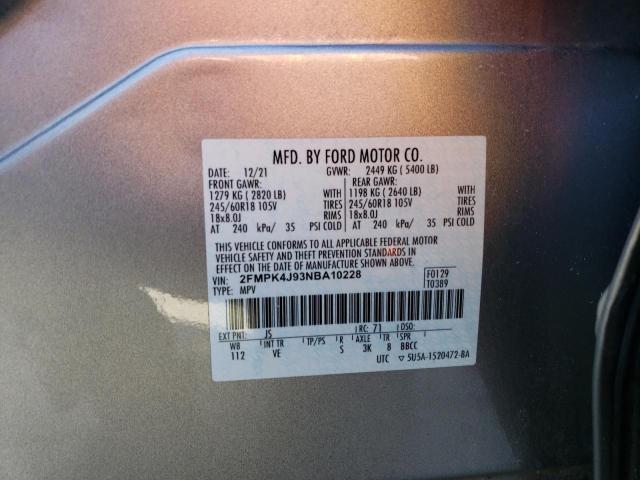 MFD. BY FORD MOTOR CO.
DATE: 12/21 GVWR: 2449 KG ( 5400 LB)
FRONT GAWR: REAR GAWR:
1279 KG ( 2820 LB) WITH 1198 KG ( 2640 LB) WITH
245/60R18 105V TIRES 245/60R18 105V TIRES
18x8.0J RIMS 18x8.0J RIMS
AT 240 kPa/ 35 PSI COLD AT 240 kPa/ 35 PSI COLD
THIS VEHICLE CONFORMS TO ALL APPLICABLE FEDERAL MOTOR
VEHICLE SAFETY AND THEFT PREVENTION STANDARDS IN
EFFECT ON THE DATE OF MANUFACTURE SHOWN ABOVE.
VIN: 2FMPK4J93NBA10228 F0129
TYPE: MPV T0389
EXT PNT: JS RC: 71 DSO:
WB INT TR TP/PS R AXLE TR SPR
112 VE S 3K 8 BBCC
UTC ▽ 5U5A-1520472-BA